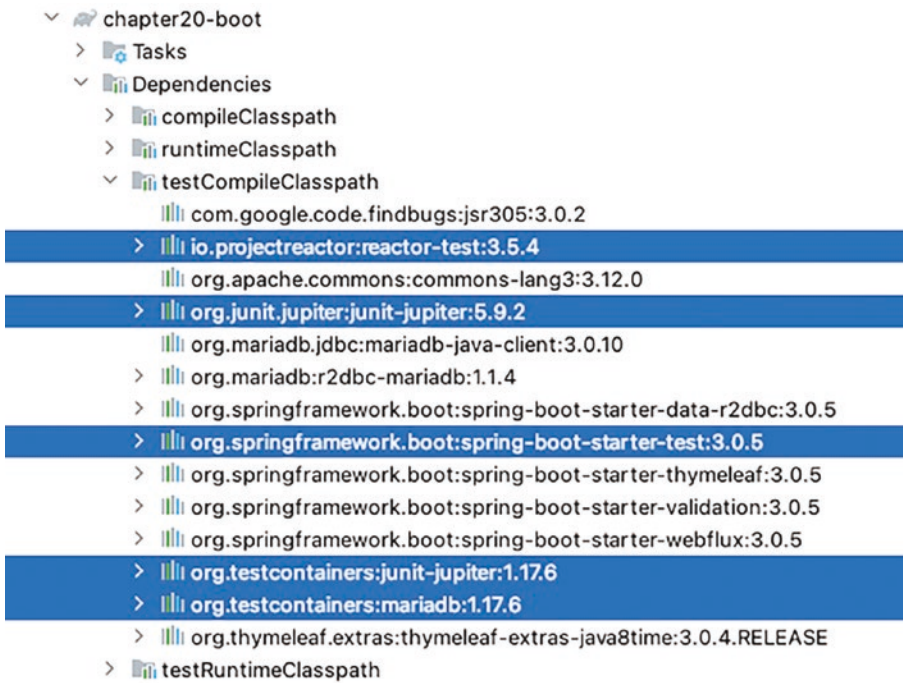 chapter20-boot
Tasks
Dependencies
compileClasspath
runtimeClasspath
testCompileClasspath
com.google.code.findbugs:jsr305:3.0.2
io.projectreactor:reactor-test:3.5.4
org.apache.commons:commons-lang3:3.12.0
org.junit.jupiter:junit-jupiter:5.9.2
org.mariadb.jdbc:mariadb-java-client:3.0.10
org.mariadb:r2dbc-mariadb:1.1.4
org.springframework.boot:spring-boot-starter-data-r2dbc:3.0.5
org.springframework.boot:spring-boot-starter-test:3.0.5
org.springframework.boot:spring-boot-starter-thymeleaf:3.0.5
org.springframework.boot:spring-boot-starter-validation:3.0.5
org.springframework.boot:spring-boot-starter-webflux:3.0.5
org.testcontainers:junit-jupiter:1.17.6
org.testcontainers:mariadb:1.17.6
org.thymeleaf.extras:thymeleaf-extras-java8time:3.0.4.RELEASE
testRuntimeClasspath